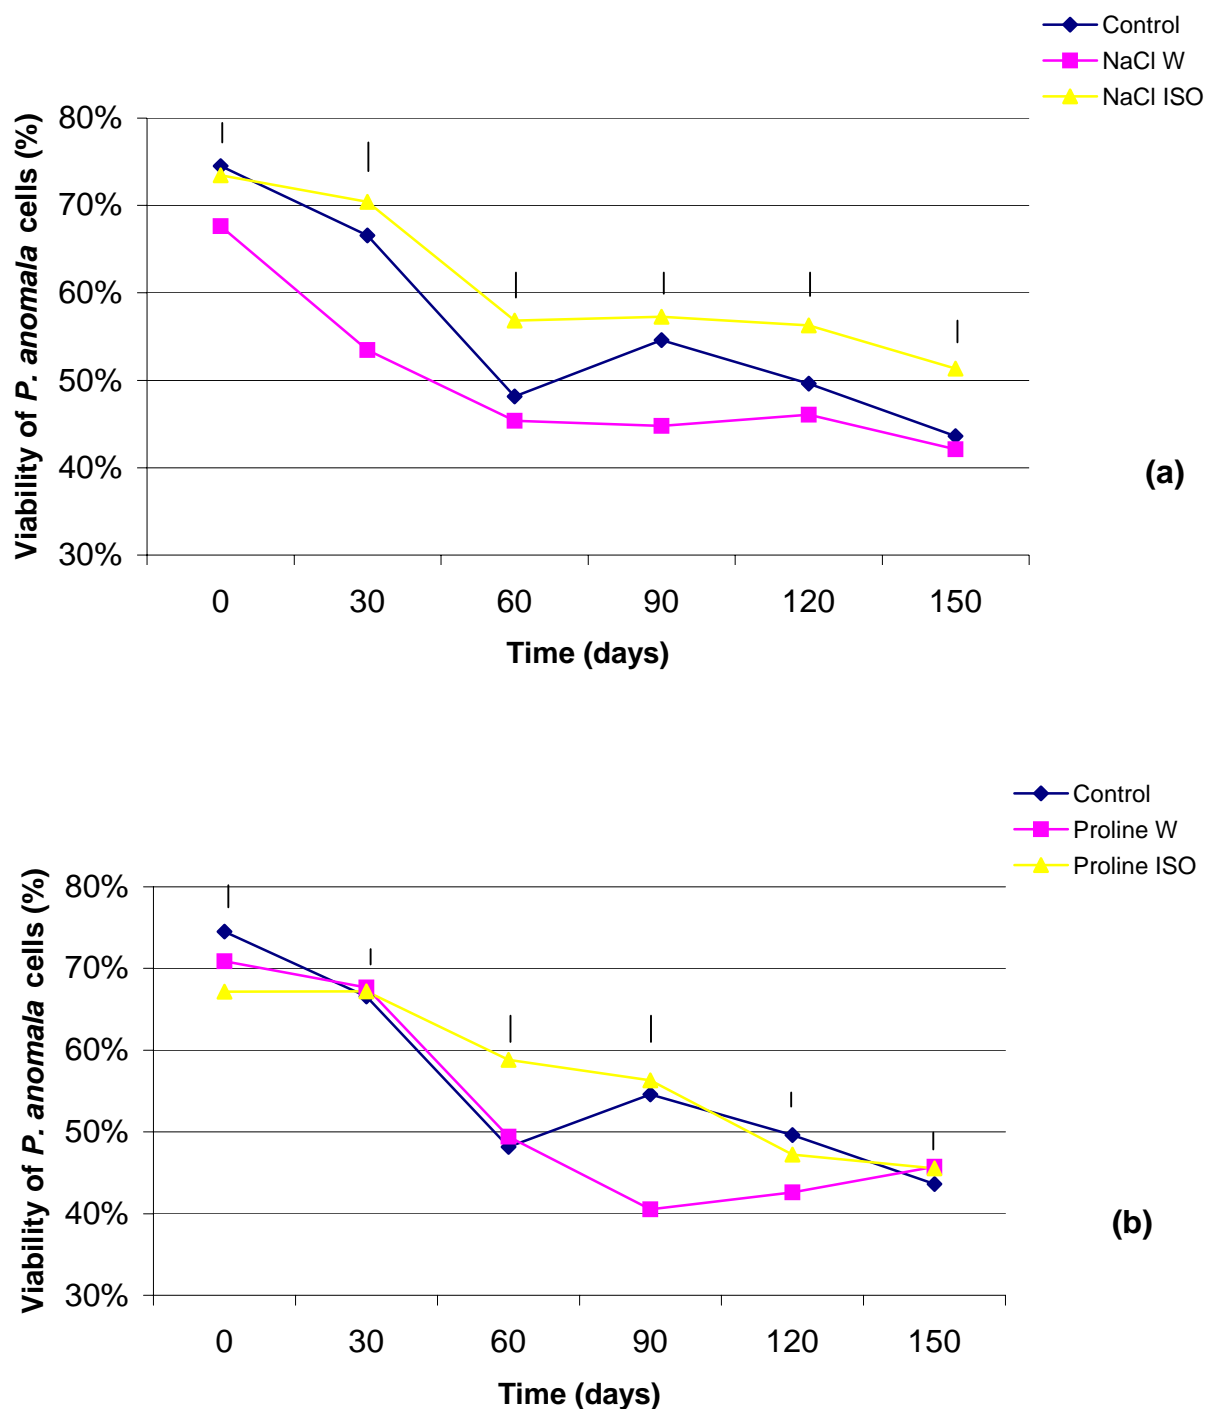 Control
NaCl W
NaCl ISO
Viability of P. anomala cells (%)
80%
70%
60%
50%
40%
30%
0 30 60 90 120 150
Time (days)
(a)
Control
Proline W
Proline ISO
Viability of P. anomala cells (%)
80%
70%
60%
50%
40%
30%
0 30 60 90 120 150
Time (days)
(b)